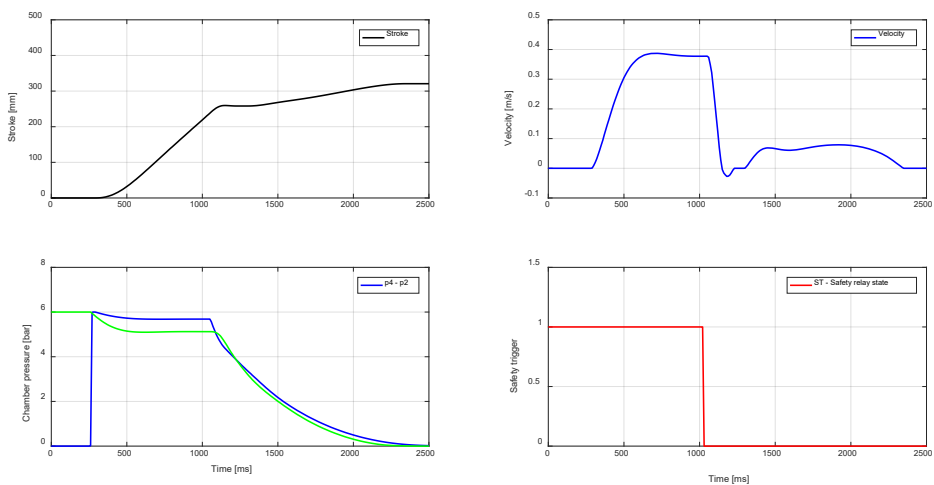 500
400
300
200
100
0
Stroke [mm]
Stroke
0 500 1000 1500 2000 2500
0.5
0.4
0.3
0.2
0.1
0
-0.1
Velocity [m/s]
Velocity
0 500 1000 1500 2000 2500
8
6
4
2
0
Chamber pressure [bar]
p4 - p2
0 500 1000 1500 2000 2500
Time [ms]
1.5
1
0.5
0
Safety trigger
ST - Safety relay state
0 500 1000 1500 2000 2500
Time [ms]